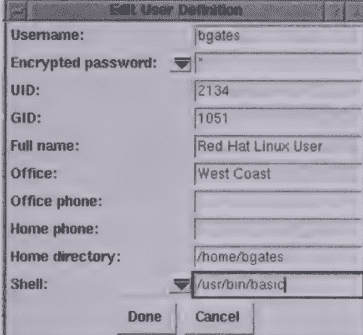 Edit User Definition
Username: bgates
Encrypted password: *
UID: 2134
GID: 1051
Full name: Red Hat Linux User
Office: West Coast
Office phone:
Home phone:
Home directory: /home/bgates
Shell: /usr/bin/basic
Done Cancel